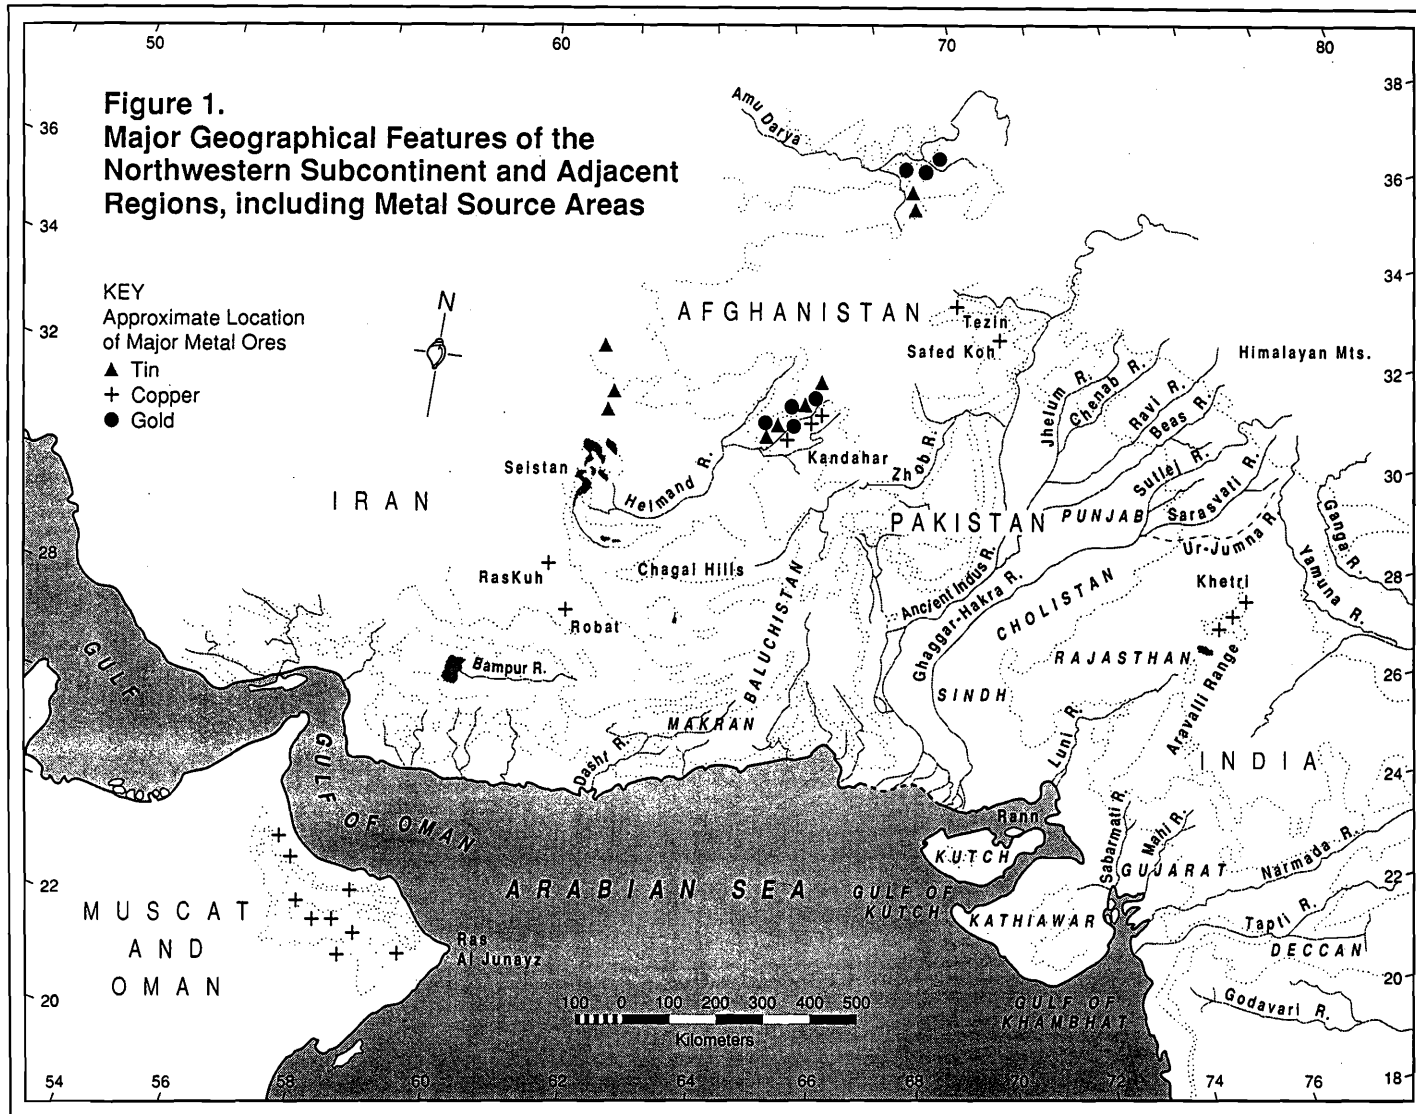 50
60
70
80
38
36
34
32
30
28
26
24
22
20
18
36
34
32
28
24
22
20
54
56
58
60
62
64
66
68
70
72
74
76
Figure 1.
Major Geographical Features of the
Northwestern Subcontinent and Adjacent
Regions, including Metal Source Areas
KEY
Approximate Location
of Major Metal Ores
Tin
Copper
Gold
N
Amu Darya
AFGHANISTAN
Tezin
Safed Koh
Himalayan Mts.
Jhelum R.
Chenab R.
Ravi R.
Beas R.
Sutlej R.
Sarasvati R.
Seistan
Helmand R.
Kandahar
Zhob R.
IRAN
PAKISTAN
PUNJAB
Ur-Jumna R.
Ganga R.
Yamuna R.
RasKuh
Chagai Hills
Ancient Indus R.
Ghaggar-Hakra R.
CHOLISTAN
Khetri
Robat
BALUCHISTAN
RAJASTHAN
Aravalli Range
GULF
Bampur R.
SINDH
MAKRAN
Dasht R.
Luni R.
INDIA
GULF
OF OMAN
Rann
KUTCH
Sabarmati R.
Mahi R.
GUJARAT
Narmada R.
ARABIAN SEA
GULF OF
KUTCH
KATHIAWAR
Tapti R.
DECCAN
MUSCAT
AND
OMAN
Ras
Al Junayz
100 0 100 200 300 400 500
Kilometers
GULF OF
KHAMBHAT
Godavari R.